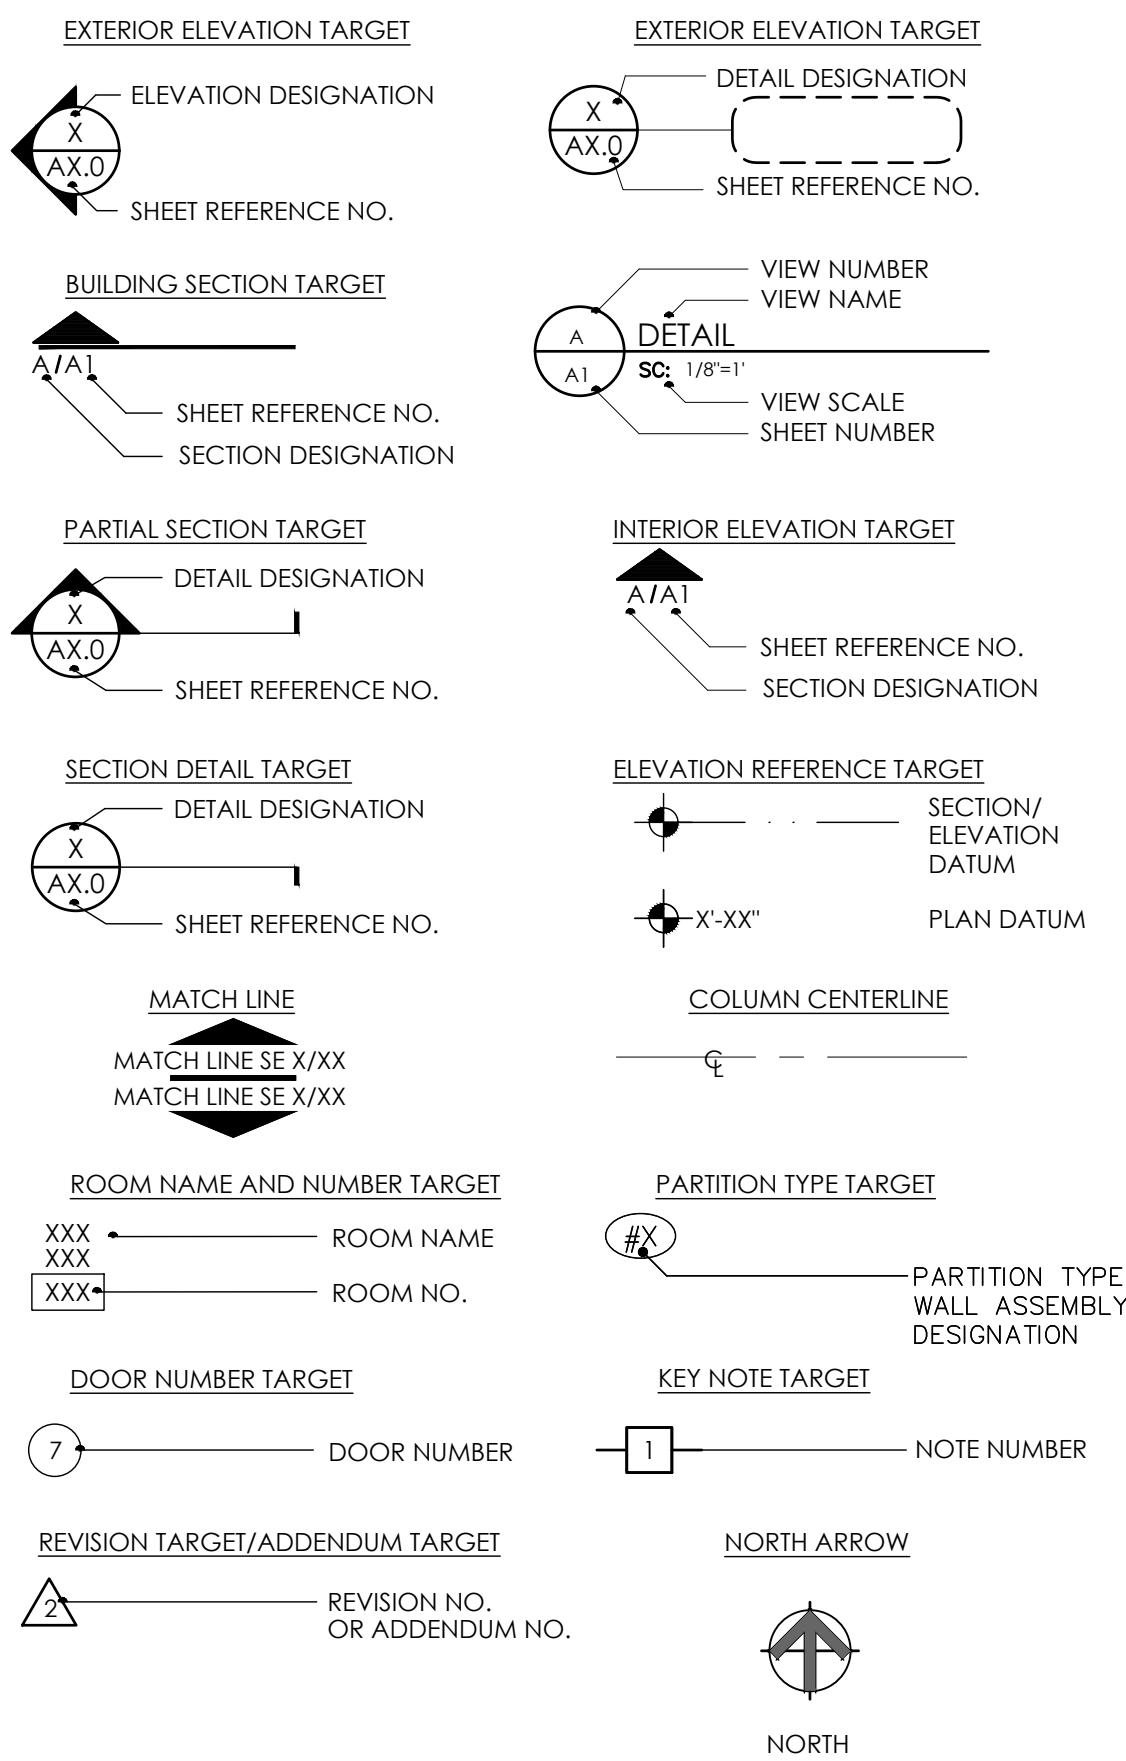 EXTERIOR ELEVATION TARGET
ELEVATION DESIGNATION
X
AX.0
SHEET REFERENCE NO.
EXTERIOR ELEVATION TARGET
DETAIL DESIGNATION
X
AX.0
SHEET REFERENCE NO.
BUILDING SECTION TARGET
A/A1
SHEET REFERENCE NO.
SECTION DESIGNATION
VIEW NUMBER
VIEW NAME
A
DETAIL
A1
SC: 1/8"=1'
VIEW SCALE
SHEET NUMBER
PARTIAL SECTION TARGET
DETAIL DESIGNATION
X
AX.0
SHEET REFERENCE NO.
INTERIOR ELEVATION TARGET
A/A1
SHEET REFERENCE NO.
SECTION DESIGNATION
SECTION DETAIL TARGET
DETAIL DESIGNATION
X
AX.0
SHEET REFERENCE NO.
ELEVATION REFERENCE TARGET
SECTION/
ELEVATION
DATUM
X'-XX"
PLAN DATUM
MATCH LINE
MATCH LINE SE X/XX
MATCH LINE SE X/XX
COLUMN CENTERLINE
℄
ROOM NAME AND NUMBER TARGET
XXX
XXX
ROOM NAME
XXX
ROOM NO.
PARTITION TYPE TARGET
#X
PARTITION TYPE
WALL ASSEMBLY
DESIGNATION
DOOR NUMBER TARGET
7
DOOR NUMBER
KEY NOTE TARGET
1
NOTE NUMBER
REVISION TARGET/ADDENDUM TARGET
2
REVISION NO.
OR ADDENDUM NO.
NORTH ARROW
NORTH